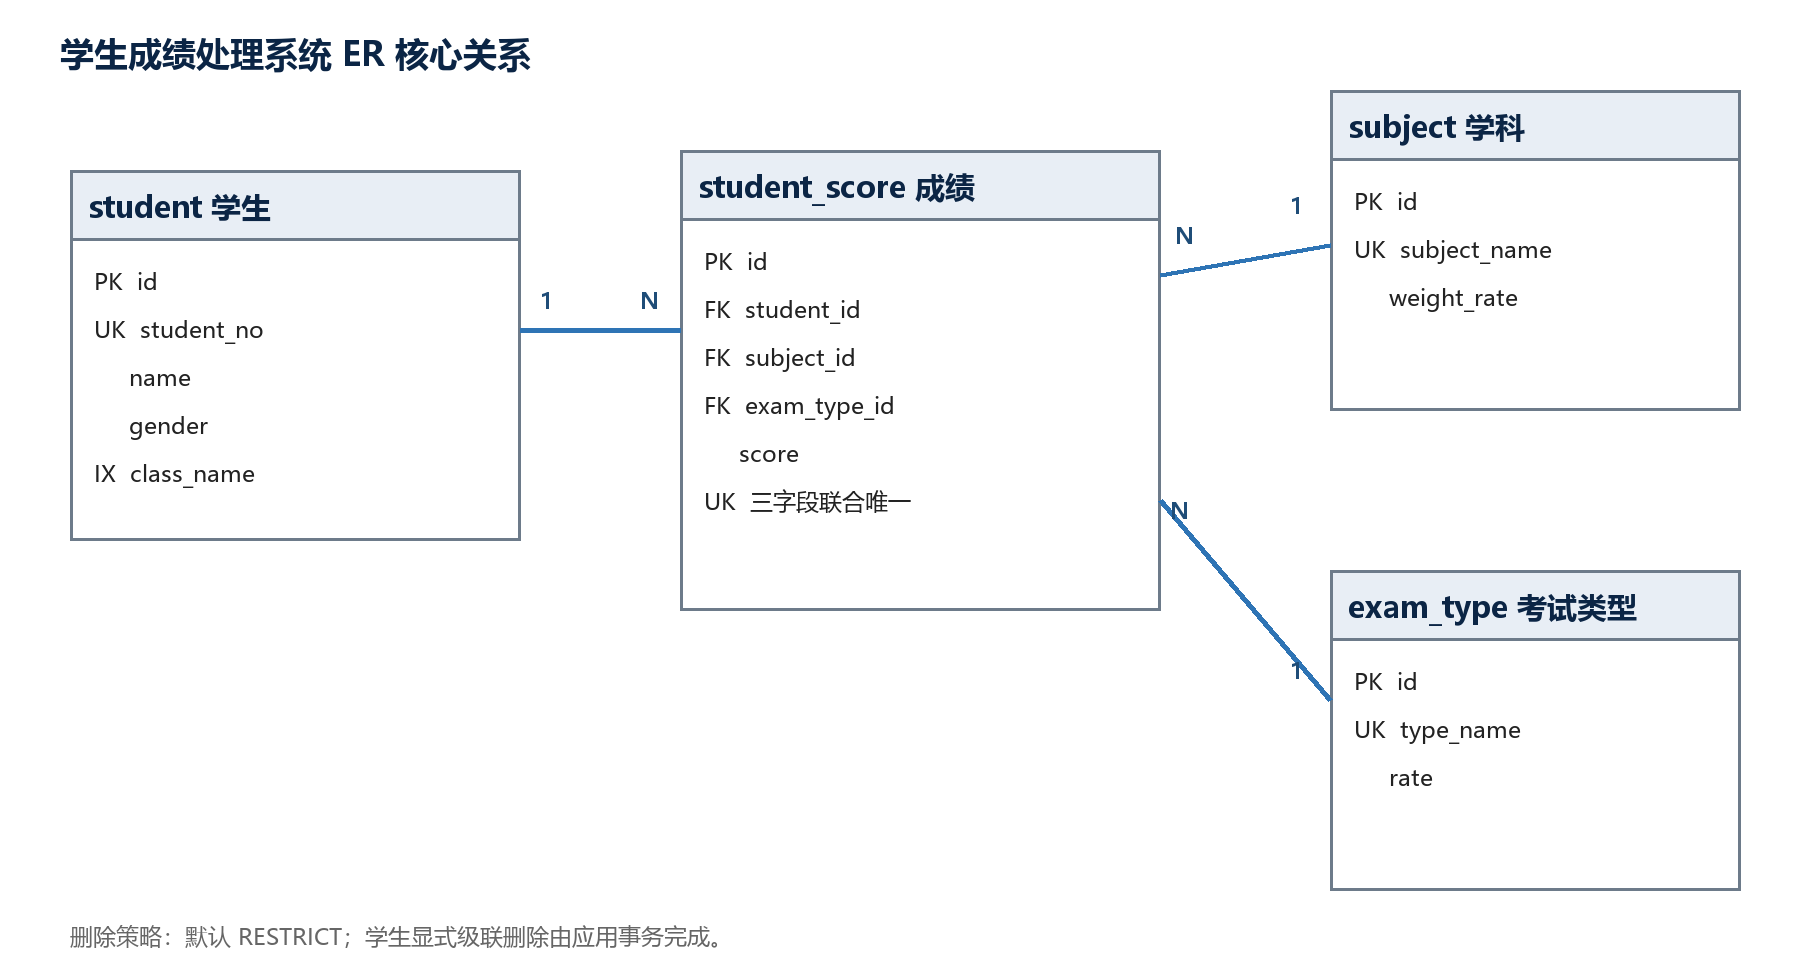 学生成绩处理系统 ER 核心关系
student 学生
PK id
UK student_no
name
gender
IX class_name
1
N
student_score 成绩
PK id
FK student_id
FK subject_id
FK exam_type_id
score
UK 三字段联合唯一
N
1
subject 学科
PK id
UK subject_name
weight_rate
N
1
exam_type 考试类型
PK id
UK type_name
rate
删除策略：默认 RESTRICT；学生显式级联删除由应用事务完成。